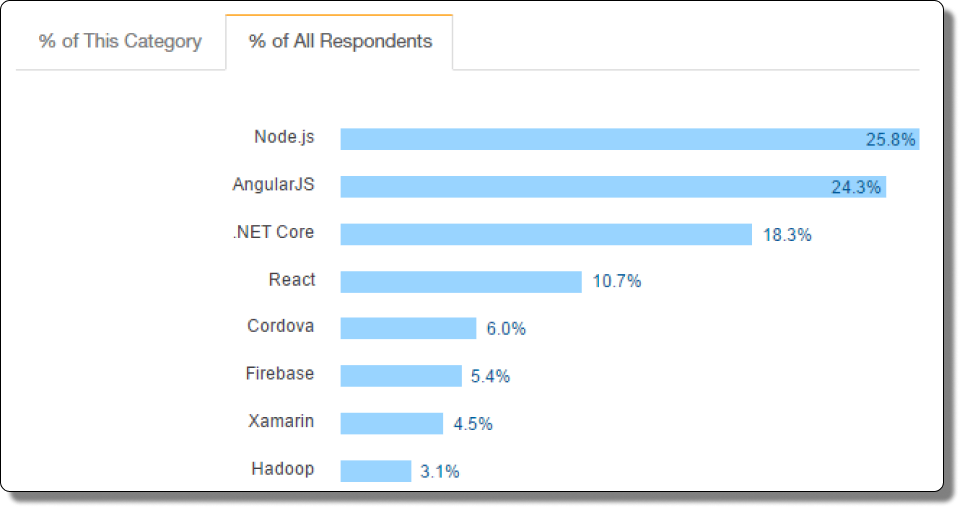 % of This Category % of All Respondents
Node.js 25.8%
AngularJS 24.3%
.NET Core 18.3%
React 10.7%
Cordova 6.0%
Firebase 5.4%
Xamarin 4.5%
Hadoop 3.1%